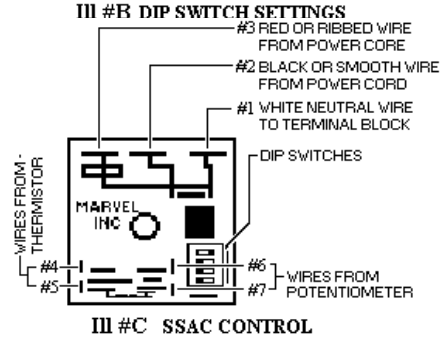 Ill #B DIP SWITCH SETTINGS
#3 RED OR RIBBED WIRE
FROM POWER CORE
#2 BLACK OR SMOOTH WIRE
FROM POWER CORD
#1 WHITE NEUTRAL WIRE
TO TERMINAL BLOCK
DIP SWITCHES
WIRES FROM
THERMISTOR
MARVEL
INC
#4
#5
#6
#7
WIRES FROM
POTENTIOMETER
Ill #C SSAC CONTROL